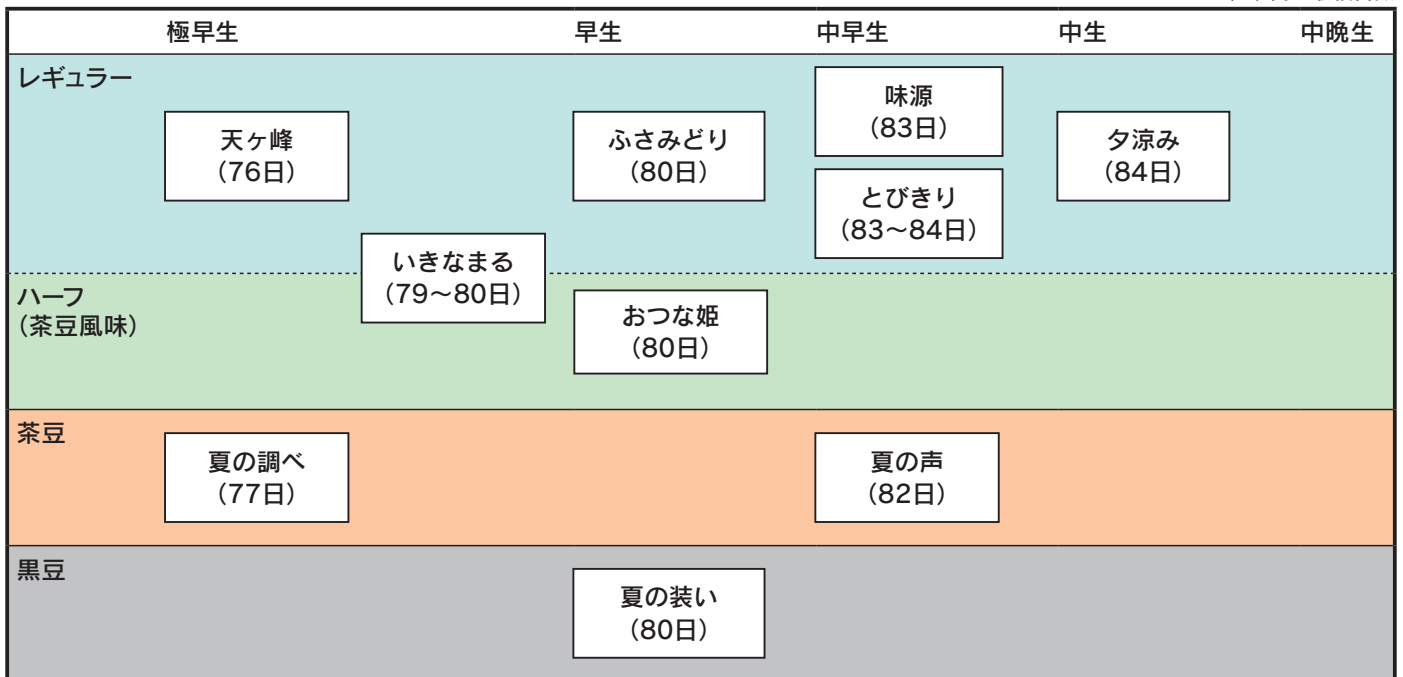 極早生 早生 中早生 中生 中晩生
レギュラー
天ヶ峰
(76日)
ふさみどり
(80日)
味源
(83日)
とびきり
(83〜84日)
夕涼み
(84日)
いきなまる
(79〜80日)
ハーフ
(茶豆風味)
おつな姫
(80日)
茶豆
夏の調べ
(77日)
夏の声
(82日)
黒豆
夏の装い
(80日)